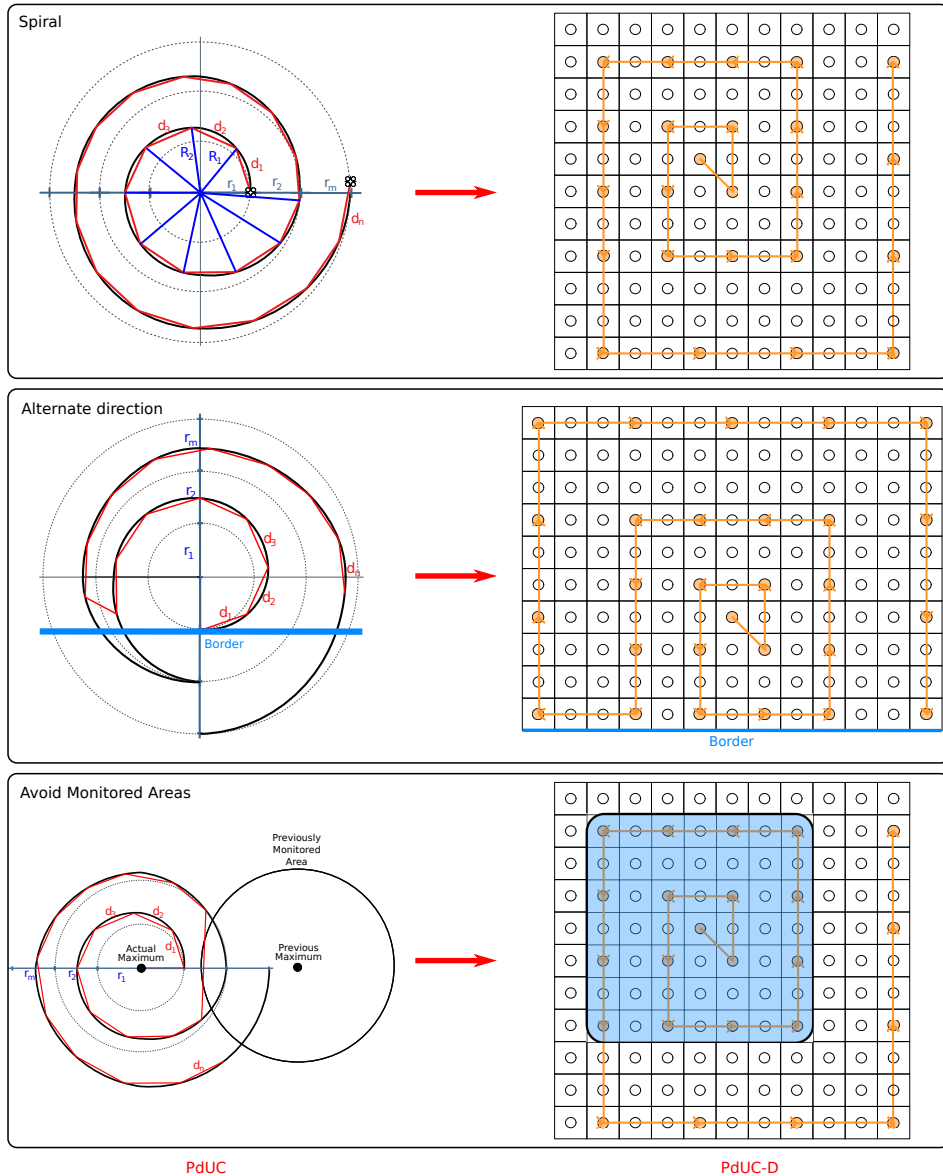 Spiral
d3
d2
R2
R1
d1
r1
r2
rm
dn
Alternate direction
rm
r2
r1
d3
dn
d2
d1
Border
Border
Avoid Monitored Areas
Previously
Monitored
Area
d3
d2
d1
Actual
Maximum
Previous
Maximum
rm
r2
r1
dn
PdUC
PdUC-D